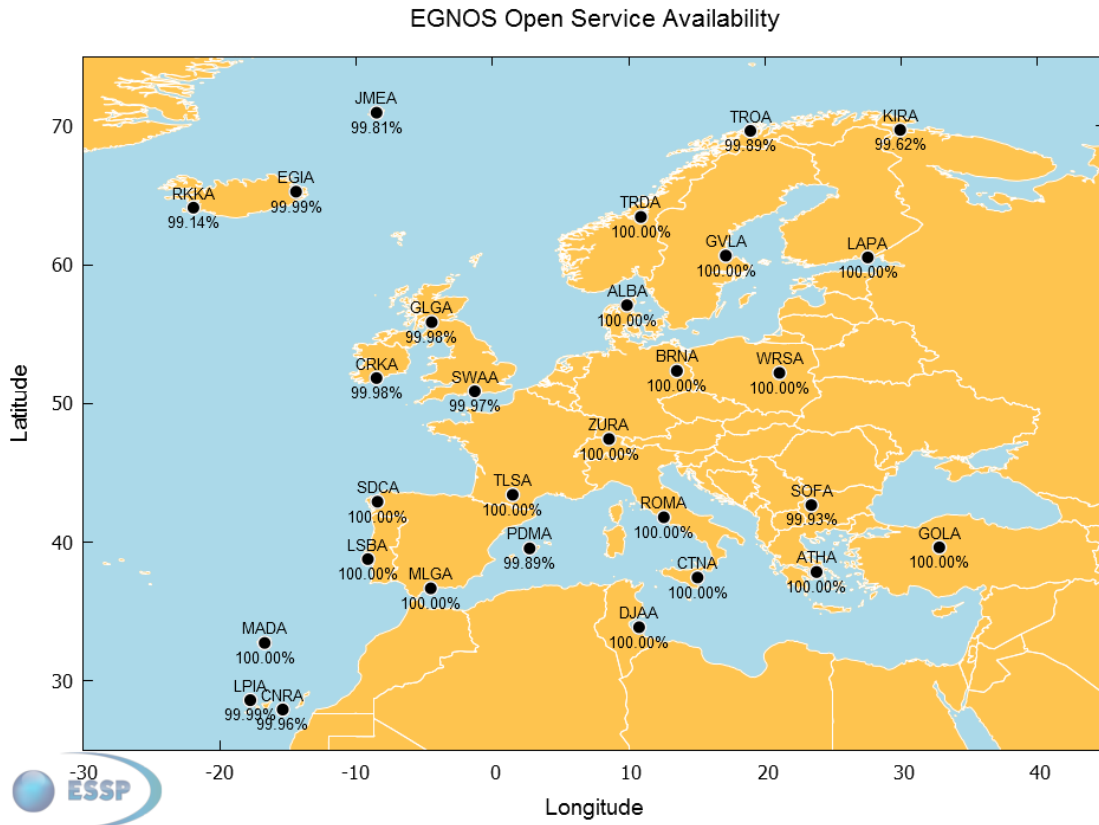 EGNOS Open Service Availability
JMEA
99.81%
TROA
99.89%
KIRA
99.62%
EGIA
99.99%
RKKA
99.14%
TRDA
100.00%
GVLA
100.00%
LAPA
100.00%
ALBA
100.00%
GLGA
99.98%
CRKA
99.98%
SWAA
99.97%
BRNA
100.00%
WRSA
100.00%
ZURA
100.00%
SDCA
100.00%
TLSA
100.00%
ROMA
100.00%
SOFA
99.93%
LSBA
100.00%
PDMA
99.89%
GOLA
100.00%
MLGA
100.00%
CTNA
100.00%
ATHA
100.00%
DJAA
100.00%
MADA
100.00%
LPIA
99.99%
CNRA
99.96%
70
60
50
40
30
Latitude
-30 -20 -10 0 10 20 30 40
Longitude
ESSP